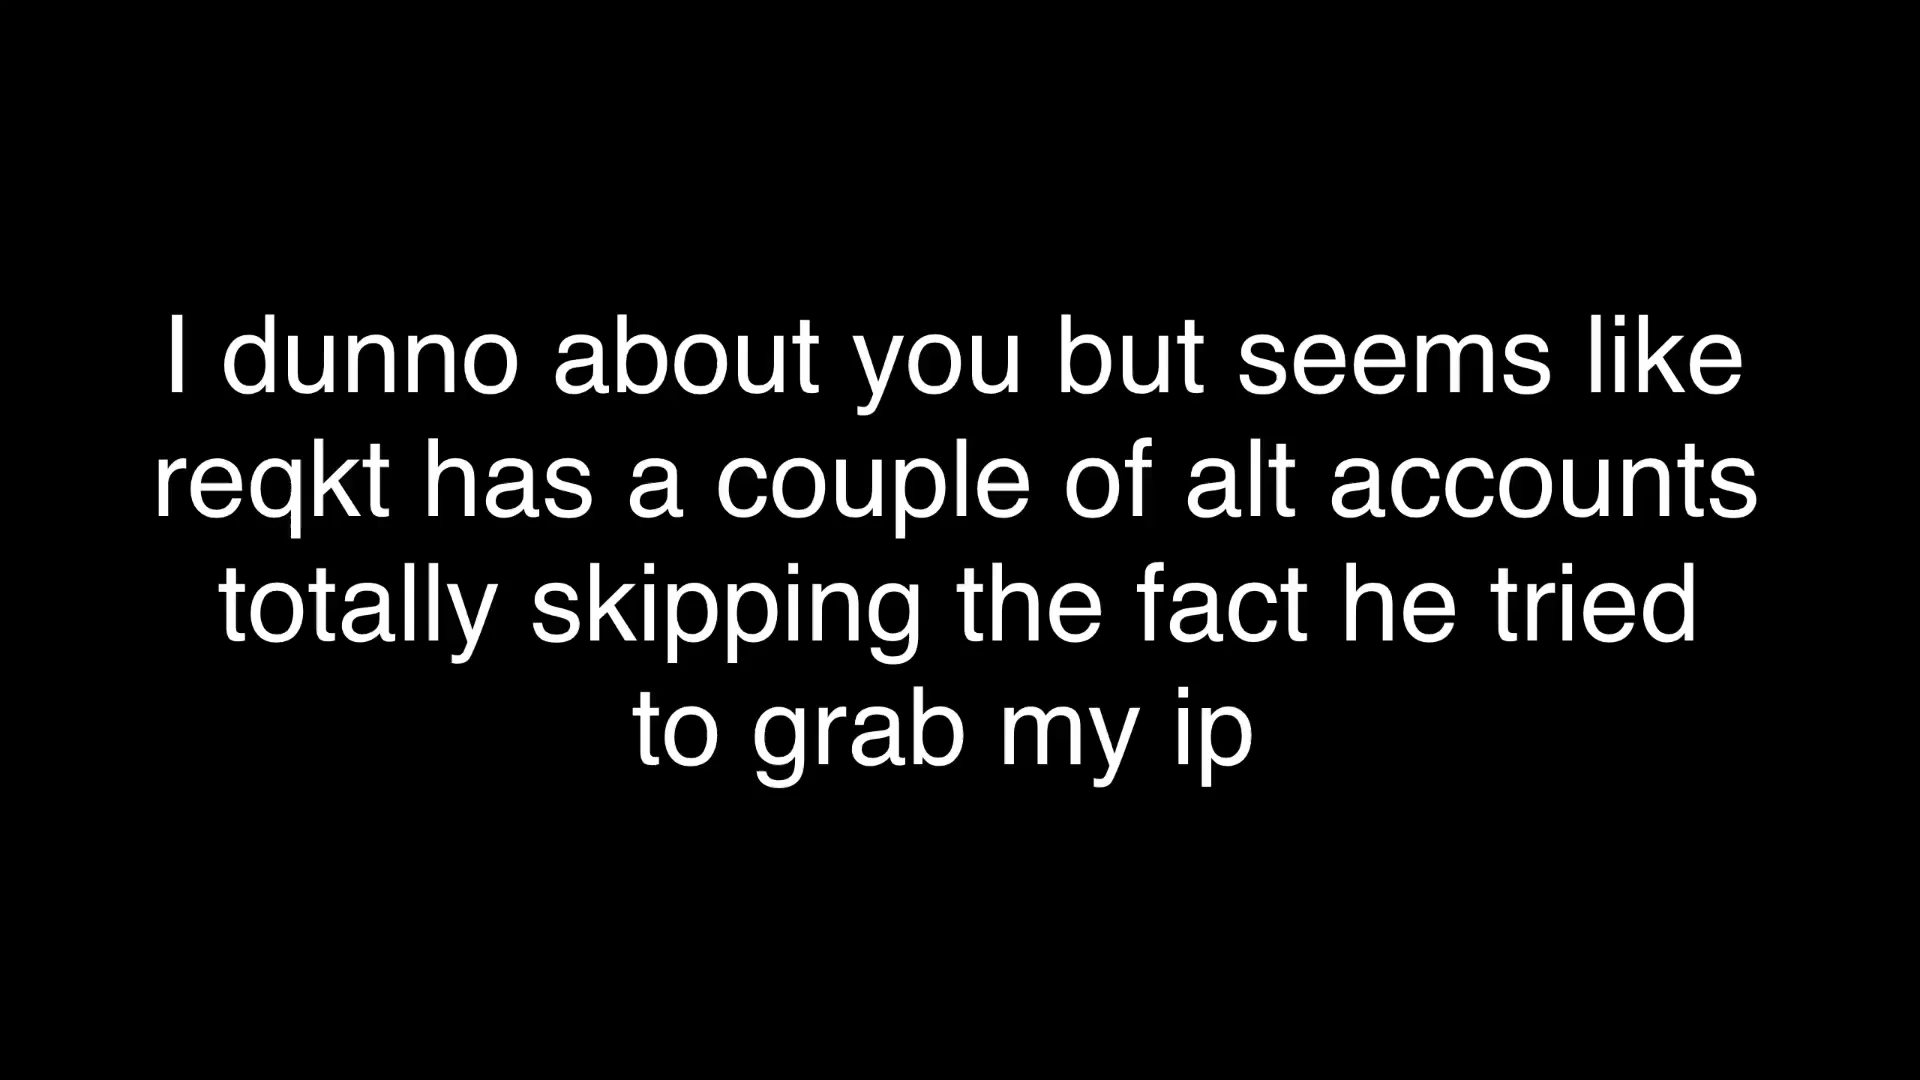 I dunno about you but seems like
reqkt has a couple of alt accounts
totally skipping the fact he tried
to grab my ip